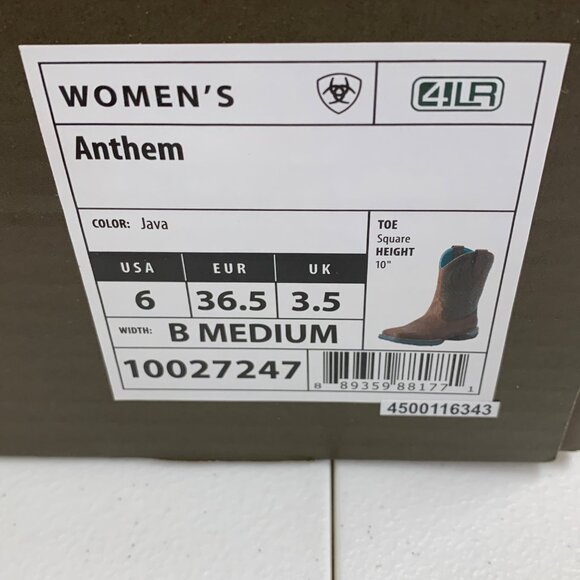 WOMEN'S
4LR
Anthem
COLOR: Java
USA EUR UK
6 36.5 3.5
WIDTH: B MEDIUM
TOE
Square
HEIGHT
10"
10027247
8 89359 88177 1
4500116343